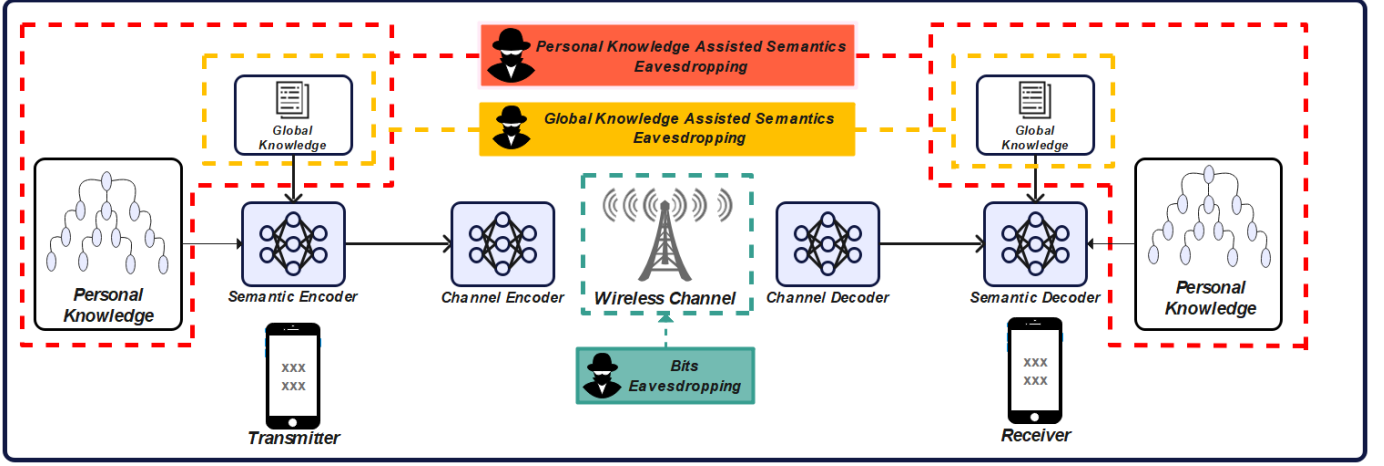 Personal Knowledge Assisted Semantics
Eavesdropping
Global Knowledge Assisted Semantics
Eavesdropping
Global
Knowledge
Global
Knowledge
Personal
Knowledge
Semantic Encoder
Channel Encoder
Wireless Channel
Channel Decoder
Semantic Decoder
Personal
Knowledge
Bits
Eavesdropping
XXX
XXX
Transmitter
XXX
XXX
Receiver